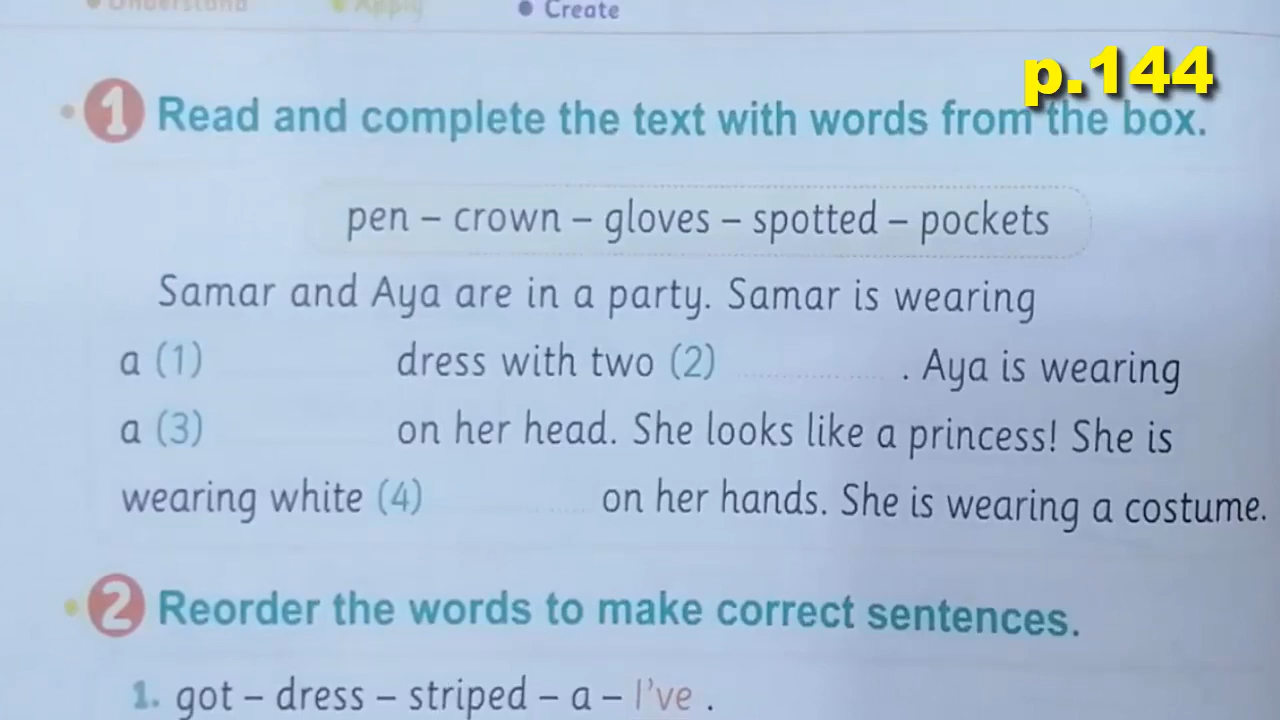 Understand Apply Create
p.144
1 Read and complete the text with words from the box.
pen – crown – gloves – spotted – pockets
Samar and Aya are in a party. Samar is wearing
a (1) dress with two (2) ............ . Aya is wearing
a (3) on her head. She looks like a princess! She is
wearing white (4) on her hands. She is wearing a costume.
2 Reorder the words to make correct sentences.
1. got – dress – striped – a – I've .